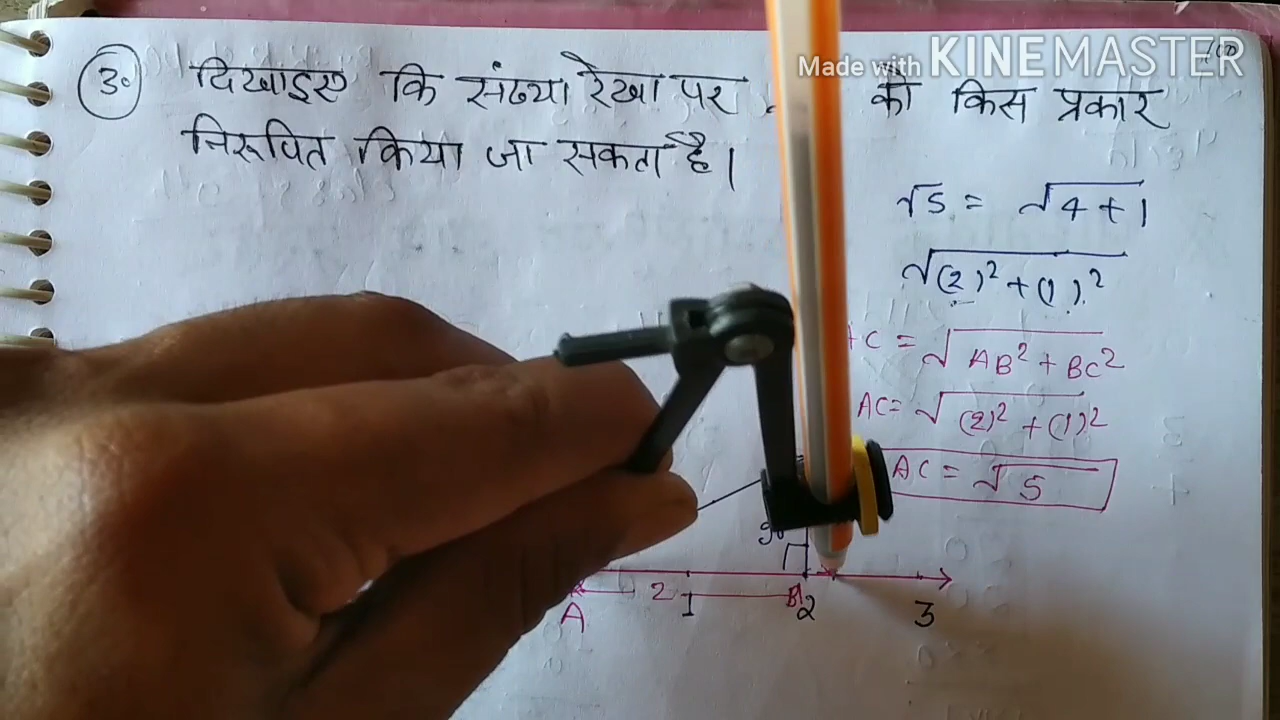 Made with KINEMASTER
3० दिखाइए कि संख्या रेखा पर को किस प्रकार
निरूपित किया जा सकता है।
√5 = √4+1
√(2)²+(1)²
AC = √AB²+BC²
AC= √(2)²+(1)²
AC = √5
2 B
A 1 2 3